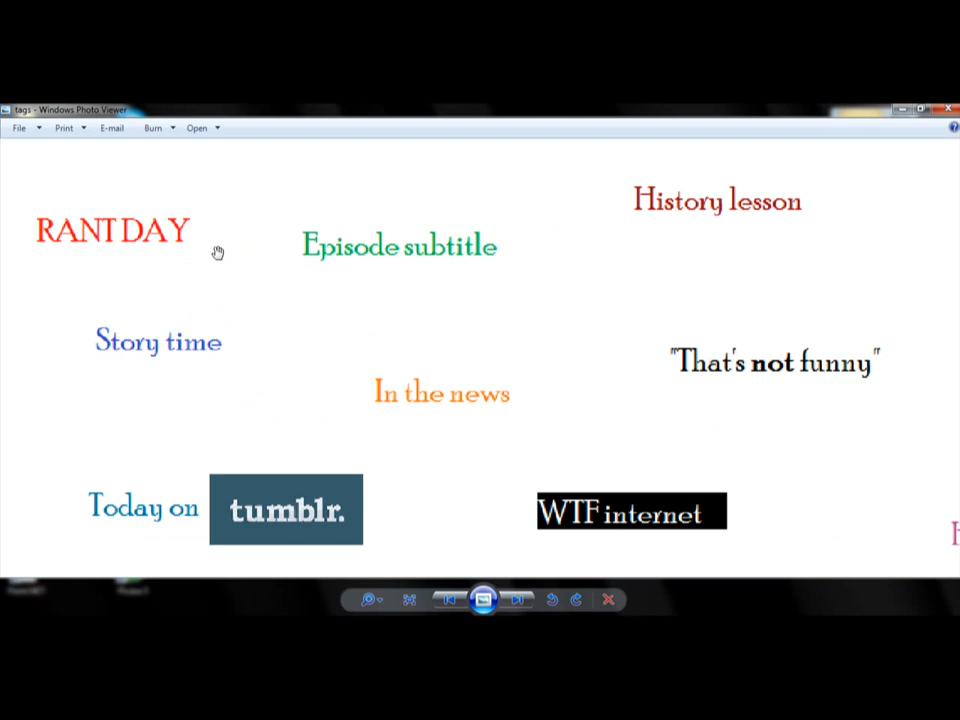 tags - Windows Photo Viewer
File Print E-mail Burn Open
History lesson
RANT DAY
Episode subtitle
Story time
"That's not funny"
In the news
Today on tumblr.
WTF internet